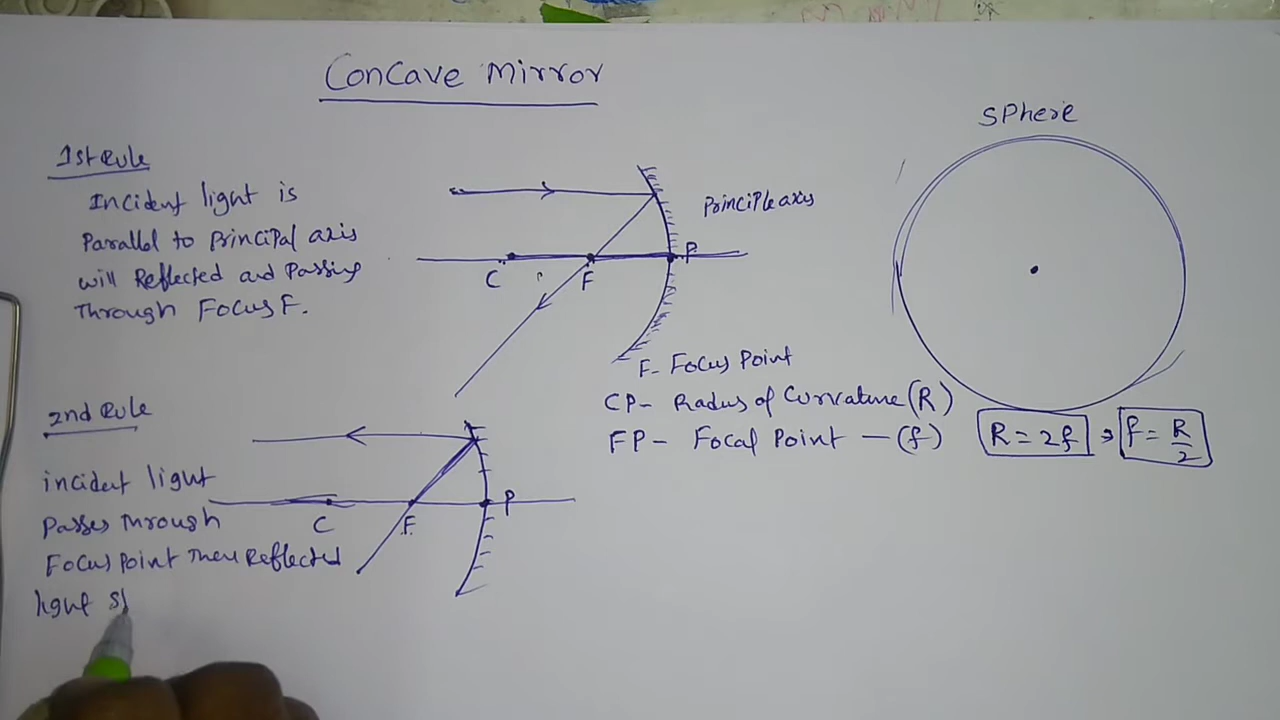 Concave mirror
1st Rule
Incident light is
Parallel to principal axis
will Reflected and Passing
Through Focus F.
Principle axis
C
F
P
F- Focus Point
CP- Radius of Curvature (R)
FP- Focal Point - (f)
Sphere
R = 2f ⇒ f = R/2
2nd Rule
incident light
Passes through
Focus Point Then Reflected
light sh
C
F
P